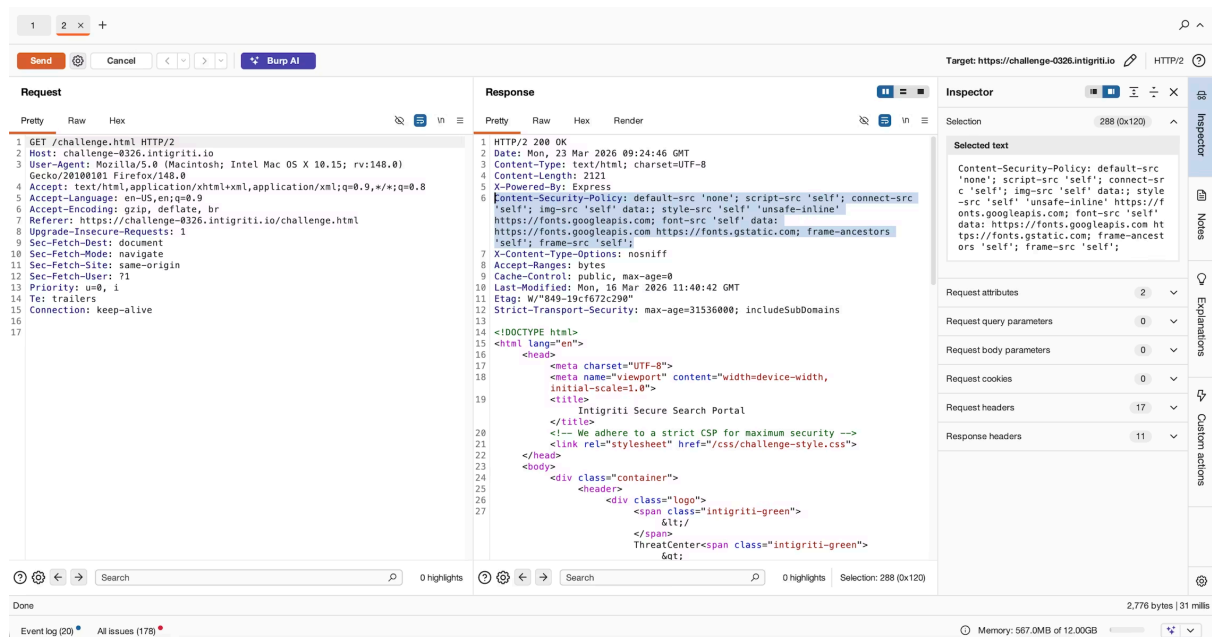 1
2
×
+
Send
Cancel
Burp AI
Target: https://challenge-0326.intigriti.io
HTTP/2
Request
Pretty
Raw
Hex
\n
1 GET /challenge.html HTTP/2
2 Host: challenge-0326.intigriti.io
3 User-Agent: Mozilla/5.0 (Macintosh; Intel Mac OS X 10.15; rv:148.0)
Gecko/20100101 Firefox/148.0
4 Accept: text/html,application/xhtml+xml,application/xml;q=0.9,*/*;q=0.8
5 Accept-Language: en-US,en;q=0.9
6 Accept-Encoding: gzip, deflate, br
7 Referer: https://challenge-0326.intigriti.io/challenge.html
8 Upgrade-Insecure-Requests: 1
9 Sec-Fetch-Dest: document
10 Sec-Fetch-Mode: navigate
11 Sec-Fetch-Site: same-origin
12 Sec-Fetch-User: ?1
13 Priority: u=0, i
14 Te: trailers
15 Connection: keep-alive
16
17
Search
0 highlights
Response
Pretty
Raw
Hex
Render
\n
1 HTTP/2 200 OK
2 Date: Mon, 23 Mar 2026 09:24:46 GMT
3 Content-Type: text/html; charset=UTF-8
4 Content-Length: 2121
5 X-Powered-By: Express
6 Content-Security-Policy: default-src 'none'; script-src 'self'; connect-src
'self'; img-src 'self' data:; style-src 'self' 'unsafe-inline'
https://fonts.googleapis.com; font-src 'self' data:
https://fonts.googleapis.com https://fonts.gstatic.com; frame-ancestors
'self'; frame-src 'self';
7 X-Content-Type-Options: nosniff
8 Accept-Ranges: bytes
9 Cache-Control: public, max-age=0
10 Last-Modified: Mon, 16 Mar 2026 11:40:42 GMT
11 Etag: W/"849-19cf672c290"
12 Strict-Transport-Security: max-age=31536000; includeSubDomains
13
14 <!DOCTYPE html>
15 <html lang="en">
16 <head>
17 <meta charset="UTF-8">
18 <meta name="viewport" content="width=device-width,
initial-scale=1.0">
19 <title>
Intigriti Secure Search Portal
</title>
20 <!-- We adhere to a strict CSP for maximum security -->
21 <link rel="stylesheet" href="/css/challenge-style.css">
22 </head>
23 <body>
24 <div class="container">
25 <header>
26 <div class="logo">
27 <span class="intigriti-green">
&lt;/
</span>
ThreatCenter<span class="intigriti-green">
&gt;
Search
0 highlights
Selection: 288 (0x120)
Inspector
Selection
288 (0x120)
Selected text
Content-Security-Policy: default-src
'none'; script-src 'self'; connect-sr
c 'self'; img-src 'self' data:; style
-src 'self' 'unsafe-inline' https://f
onts.googleapis.com; font-src 'self'
data: https://fonts.googleapis.com ht
tps://fonts.gstatic.com; frame-ancest
ors 'self'; frame-src 'self';
Request attributes 2
Request query parameters 0
Request body parameters 0
Request cookies 0
Request headers 17
Response headers 11
Inspector
Notes
Explanations
Custom actions
Done
2,776 bytes | 31 millis
Event log (20)
All issues (178)
Memory: 567.0MB of 12.00GB